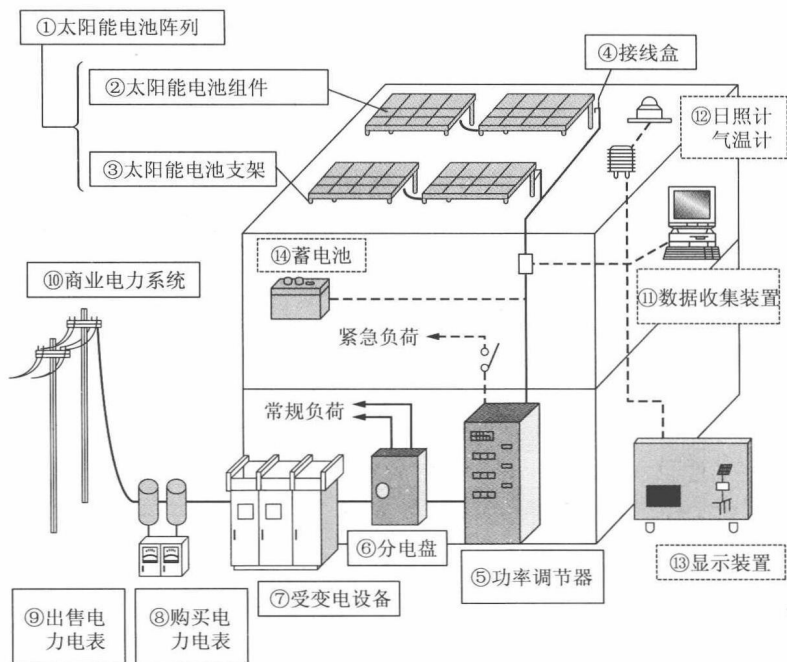 ①太阳能电池阵列
②太阳能电池组件
③太阳能电池支架
④接线盒
⑫日照计
气温计
⑭蓄电池
⑩商业电力系统
⑪数据收集装置
紧急负荷
常规负荷
⑥分电盘
⑤功率调节器
⑬显示装置
⑦受变电设备
⑨出售电
力电表
⑧购买电
力电表